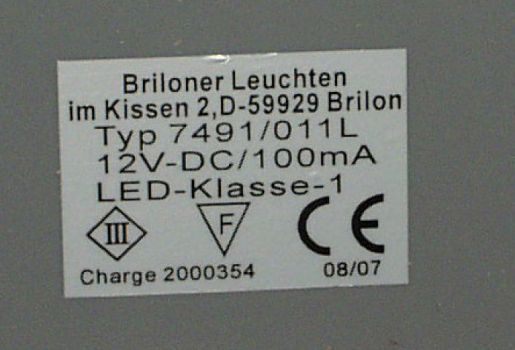 Briloner Leuchten
im Kissen 2,D-59929 Brilon
Typ 7491/011L
12V-DC/100mA
LED-Klasse-1
III F CE
Charge 2000354 08/07